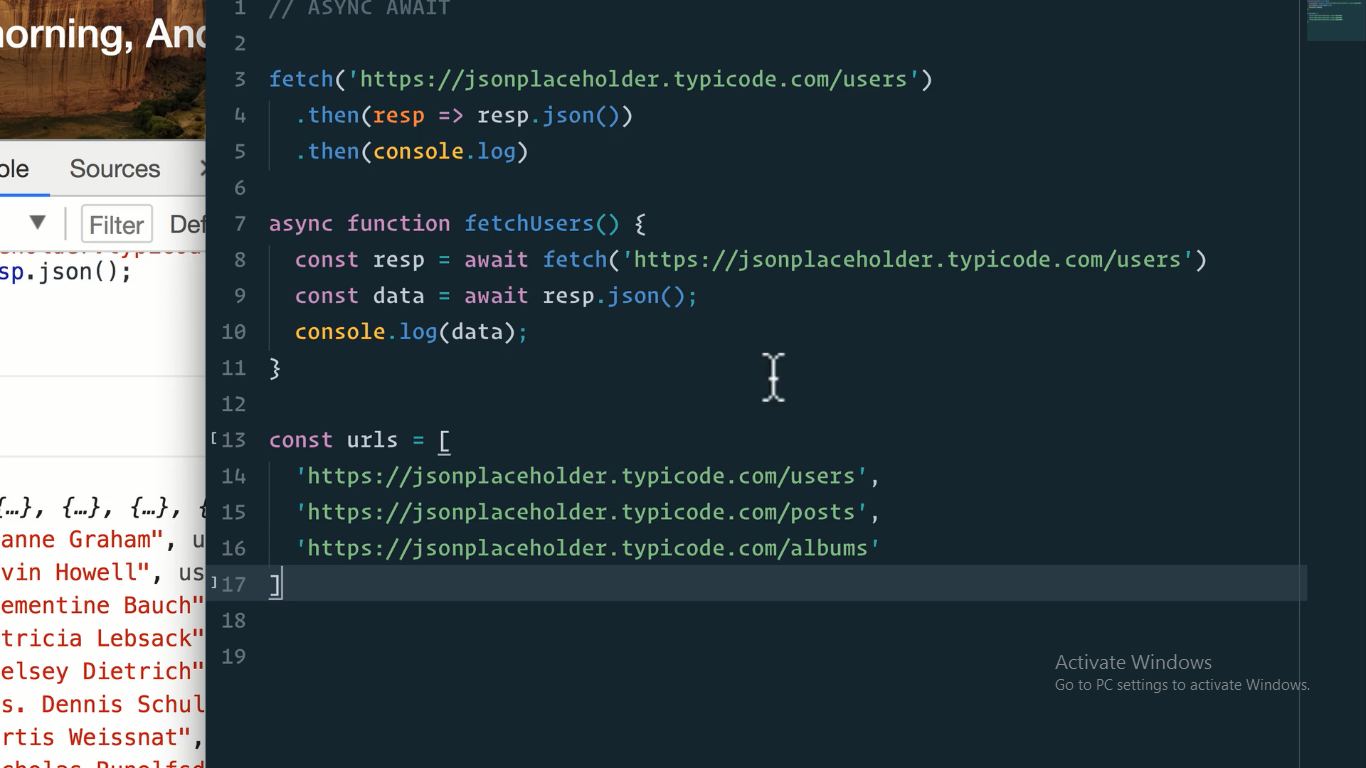 morning, And
Sources
Filter
sp.json();
{…}, {…}, {…},
anne Graham", u
vin Howell", us
ementine Bauch"
tricia Lebsack"
elsey Dietrich"
s. Dennis Schul
rtis Weissnat",
1 // ASYNC AWAIT
2
3 fetch('https://jsonplaceholder.typicode.com/users')
4 .then(resp => resp.json())
5 .then(console.log)
6
7 async function fetchUsers() {
8 const resp = await fetch('https://jsonplaceholder.typicode.com/users')
9 const data = await resp.json();
10 console.log(data);
11 }
12
13 const urls = [
14 'https://jsonplaceholder.typicode.com/users',
15 'https://jsonplaceholder.typicode.com/posts',
16 'https://jsonplaceholder.typicode.com/albums'
17 ]
18
19
Activate Windows
Go to PC settings to activate Windows.